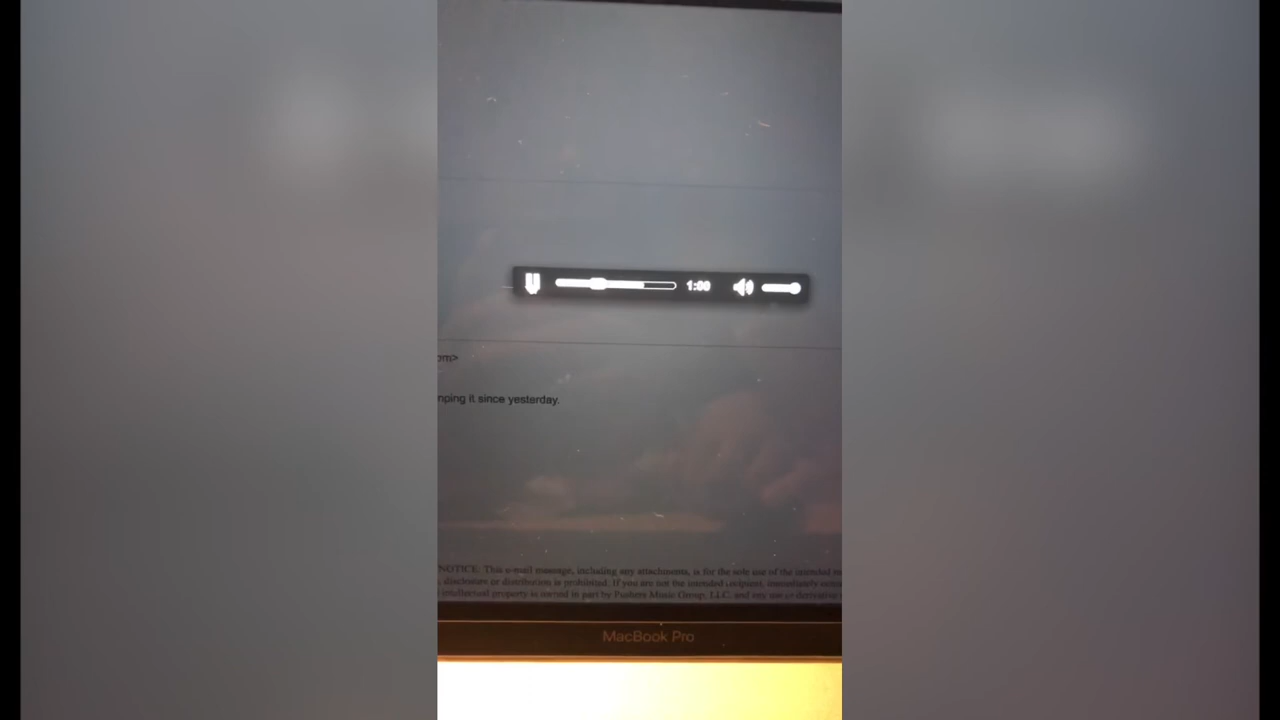 1:00
om>
nping it since yesterday.
NOTICE: This e-mail message, including any attachments, is for the sole use of the intended
disclosure or distribution is prohibited. If you are not the intended recipient, immediately
intellectual property is owned in part by Pushers Music Group, LLC. and any use or derivative
MacBook Pro